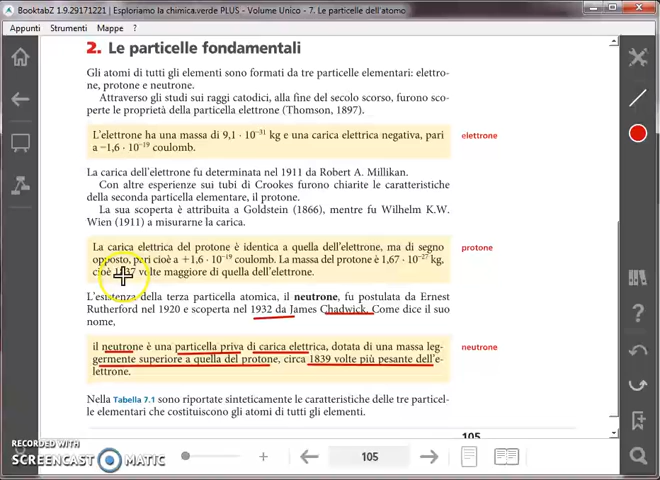 BooktabZ 1.9.29171221 | Esploriamo la chimica.verde PLUS - Volume Unico - 7. Le particelle dell'atomo
Appunti Strumenti Mappe ?
2. Le particelle fondamentali
Gli atomi di tutti gli elementi sono formati da tre particelle elementari: elettro-
ne, protone e neutrone.
Attraverso gli studi sui raggi catodici, alla fine del secolo scorso, furono sco-
perte le proprietà della particella elettrone (Thomson, 1897).
L'elettrone ha una massa di 9,1 · 10⁻³¹ kg e una carica elettrica negativa, pari
a −1,6 · 10⁻¹⁹ coulomb.
elettrone
La carica dell'elettrone fu determinata nel 1911 da Robert A. Millikan.
Con altre esperienze sui tubi di Crookes furono chiarite le caratteristiche
della seconda particella elementare, il protone.
La sua scoperta è attribuita a Goldstein (1866), mentre fu Wilhelm K.W.
Wien (1911) a misurarne la carica.
La carica elettrica del protone è identica a quella dell'elettrone, ma di segno
opposto, pari cioè a +1,6 · 10⁻¹⁹ coulomb. La massa del protone è 1,67 · 10⁻²⁷ kg,
cioè volte maggiore di quella dell'elettrone.
protone
L'esistenza della terza particella atomica, il neutrone, fu postulata da Ernest
Rutherford nel 1920 e scoperta nel 1932 da James Chadwick. Come dice il suo
nome,
il neutrone è una particella priva di carica elettrica, dotata di una massa leg-
germente superiore a quella del protone, circa 1839 volte più pesante dell'e-
lettrone.
neutrone
Nella Tabella 7.1 sono riportate sinteticamente le caratteristiche delle tre particel-
le elementari che costituiscono gli atomi di tutti gli elementi.
105
RECORDED WITH
SCREENCAST MATIC
105